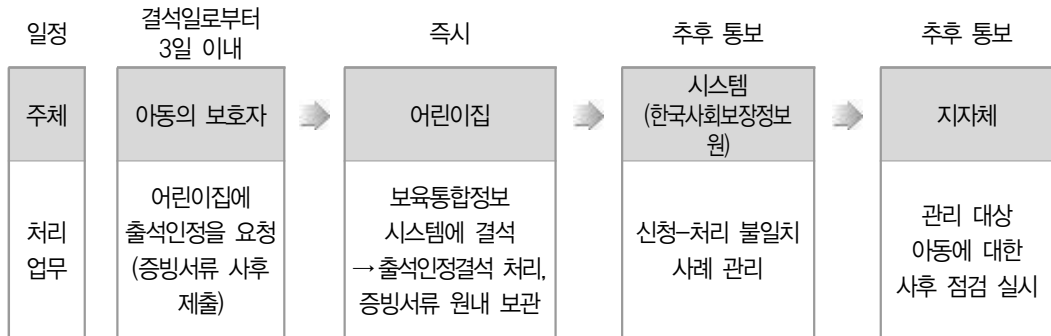 일정
결석일로부터
3일 이내
즉시
추후 통보
추후 통보
주체
아동의 보호자
어린이집
시스템
(한국사회보장정보
원)
지자체
처리
업무
어린이집에
출석인정을 요청
(증빙서류 사후
제출)
보육통합정보
시스템에 결석
→출석인정결석 처리,
증빙서류 원내 보관
신청-처리 불일치
사례 관리
관리 대상
아동에 대한
사후 점검 실시